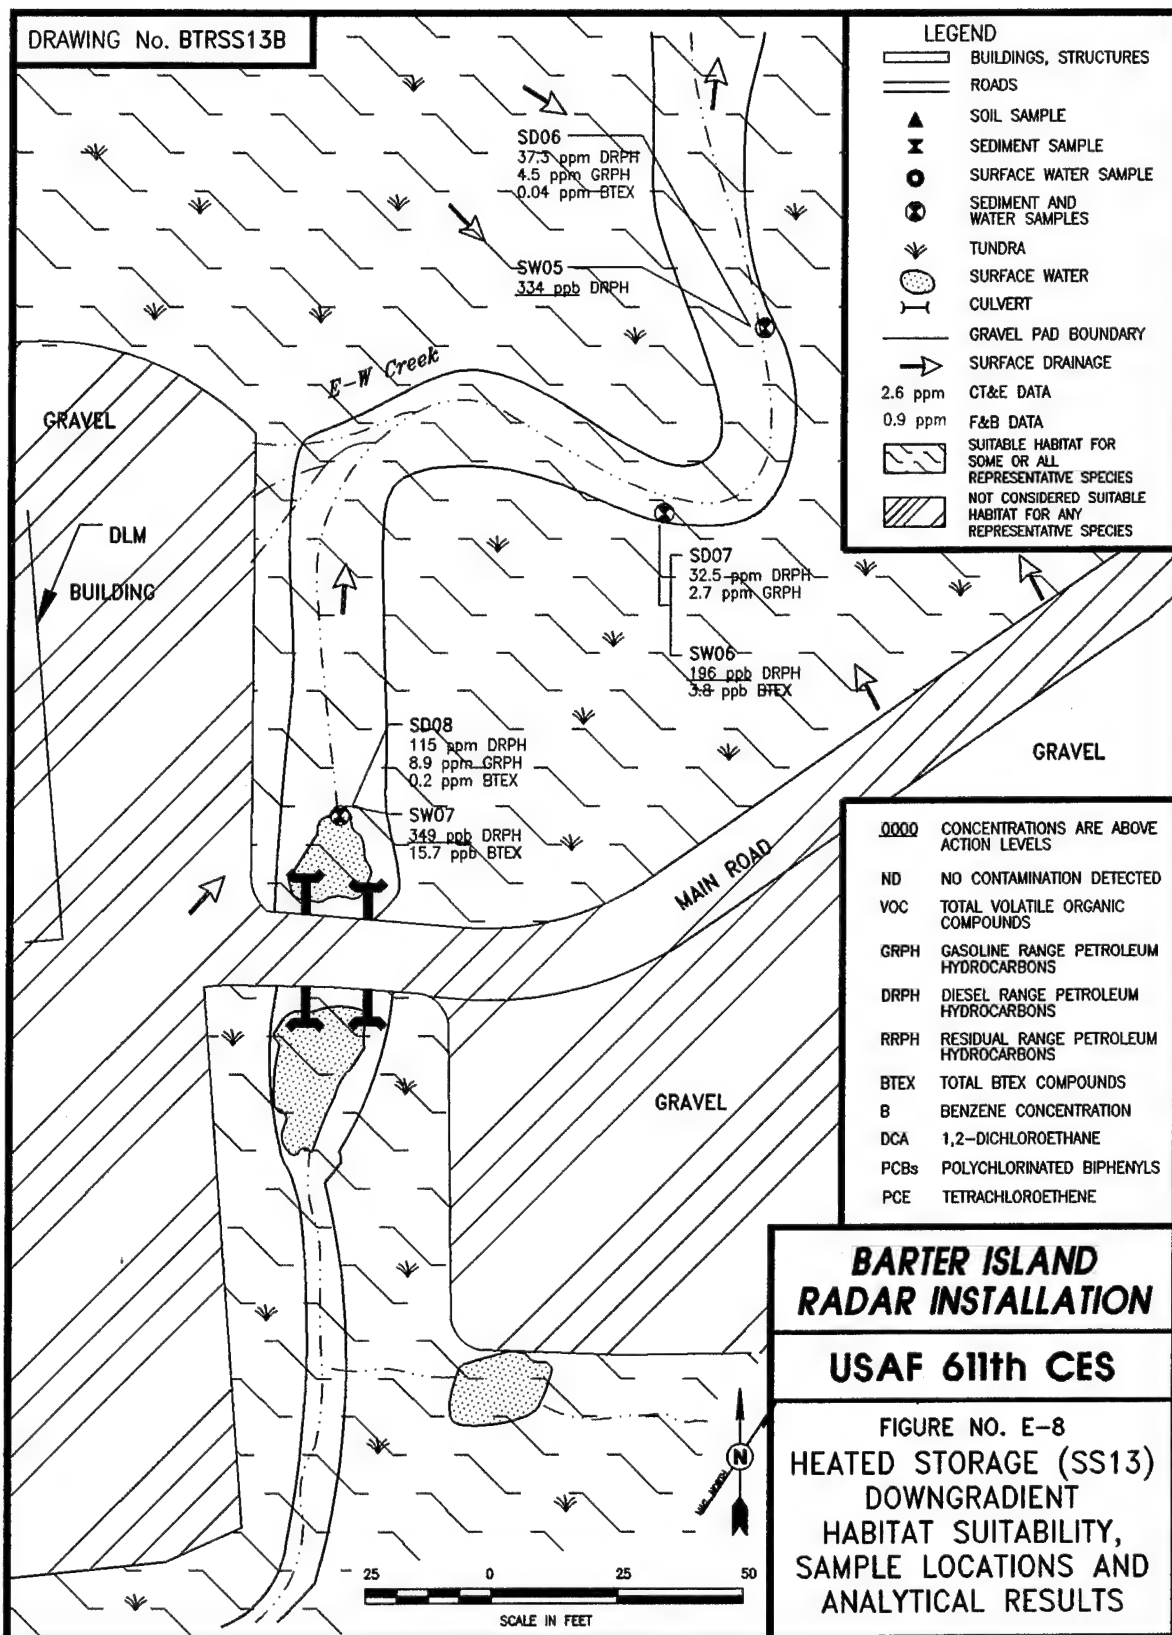 DRAWING No. BTRSS13B
LEGEND
BUILDINGS, STRUCTURES
ROADS
SOIL SAMPLE
SEDIMENT SAMPLE
SURFACE WATER SAMPLE
SEDIMENT AND
WATER SAMPLES
TUNDRA
SURFACE WATER
CULVERT
GRAVEL PAD BOUNDARY
SURFACE DRAINAGE
2.6 ppm CT&E DATA
0.9 ppm F&B DATA
SUITABLE HABITAT FOR
SOME OR ALL
REPRESENTATIVE SPECIES
NOT CONSIDERED SUITABLE
HABITAT FOR ANY
REPRESENTATIVE SPECIES
SD06
37.3 ppm DRPH
4.5 ppm GRPH
0.04 ppm BTEX
SW05
334 ppb DRPH
E-W Creek
GRAVEL
DLM
BUILDING
SD07
32.5 ppm DRPH
2.7 ppm GRPH
SW06
196 ppb DRPH
3.8 ppb BTEX
SD08
115 ppm DRPH
8.9 ppm GRPH
0.2 ppm BTEX
SW07
349 ppb DRPH
15.7 ppb BTEX
MAIN ROAD
GRAVEL
GRAVEL
0000 CONCENTRATIONS ARE ABOVE
ACTION LEVELS
ND NO CONTAMINATION DETECTED
VOC TOTAL VOLATILE ORGANIC
COMPOUNDS
GRPH GASOLINE RANGE PETROLEUM
HYDROCARBONS
DRPH DIESEL RANGE PETROLEUM
HYDROCARBONS
RRPH RESIDUAL RANGE PETROLEUM
HYDROCARBONS
BTEX TOTAL BTEX COMPOUNDS
B BENZENE CONCENTRATION
DCA 1,2-DICHLOROETHANE
PCBs POLYCHLORINATED BIPHENYLS
PCE TETRACHLOROETHENE
BARTER ISLAND
RADAR INSTALLATION
USAF 611th CES
FIGURE NO. E-8
HEATED STORAGE (SS13)
DOWNGRADIENT
HABITAT SUITABILITY,
SAMPLE LOCATIONS AND
ANALYTICAL RESULTS
N
25 0 25 50
SCALE IN FEET